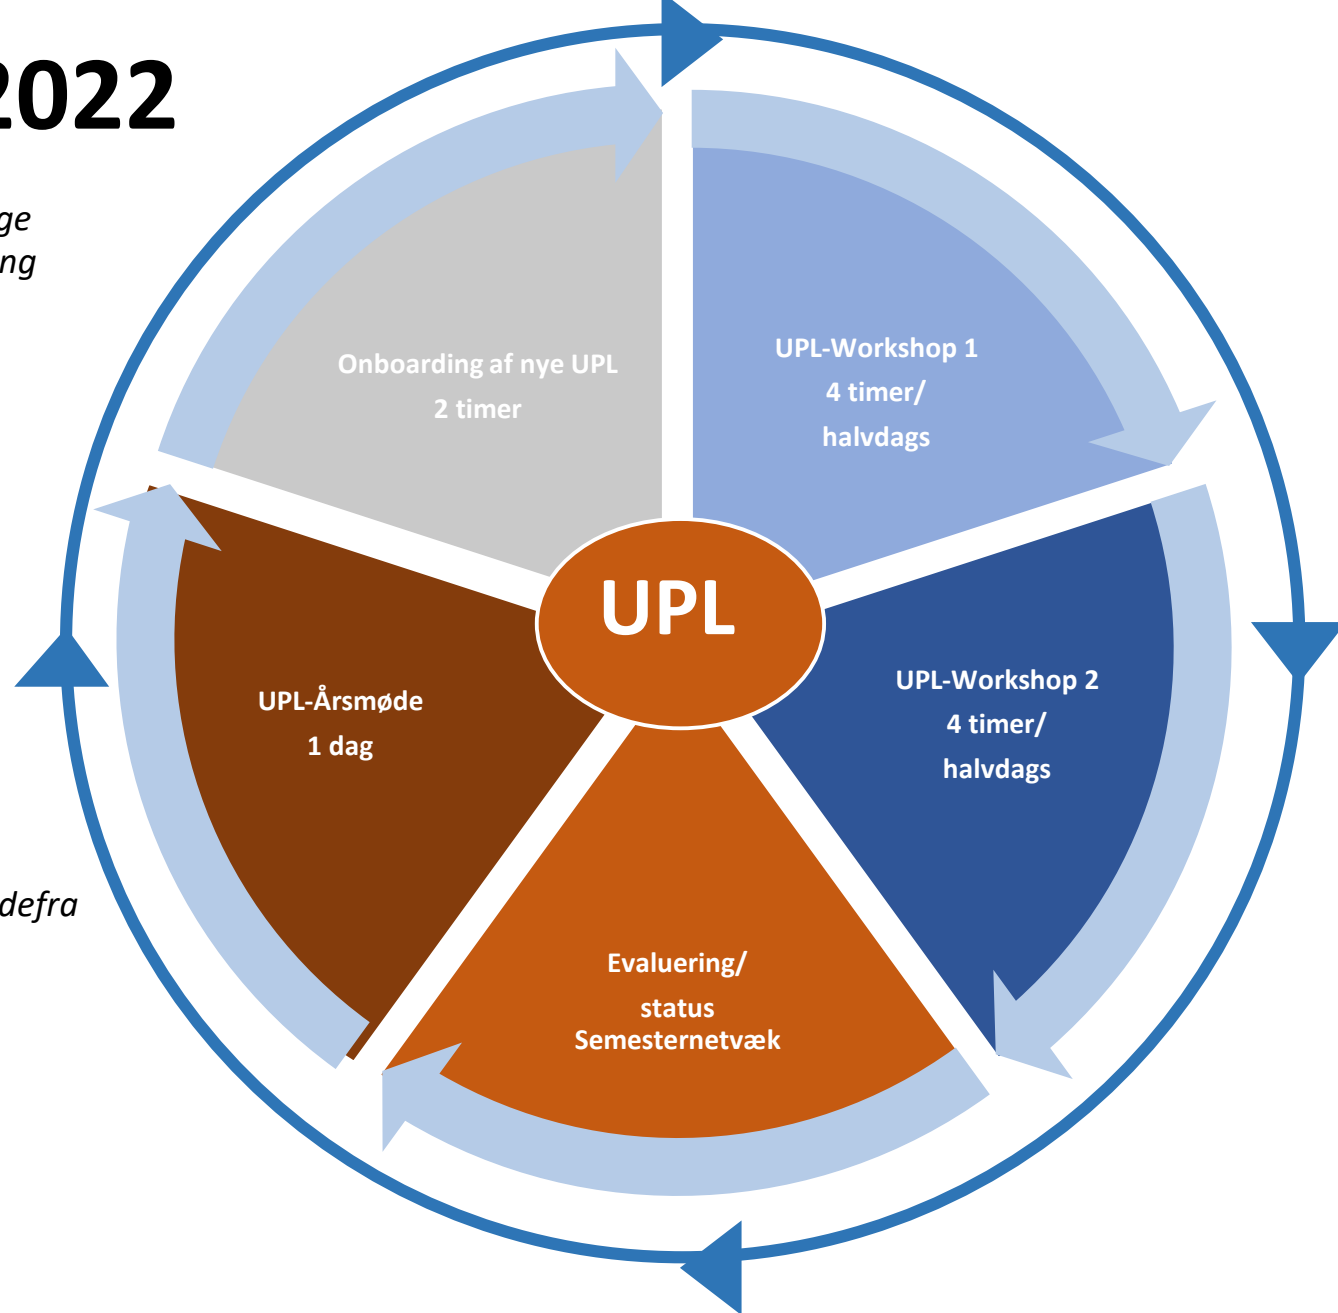 2022
ge
ng
Onboarding af nye UPL
2 timer
UPL-Workshop 1
4 timer/
halvdags
UPL
UPL-Årsmøde
1 dag
UPL-Workshop 2
4 timer/
halvdags
defra
Evaluering/
status
Semesternetvæk